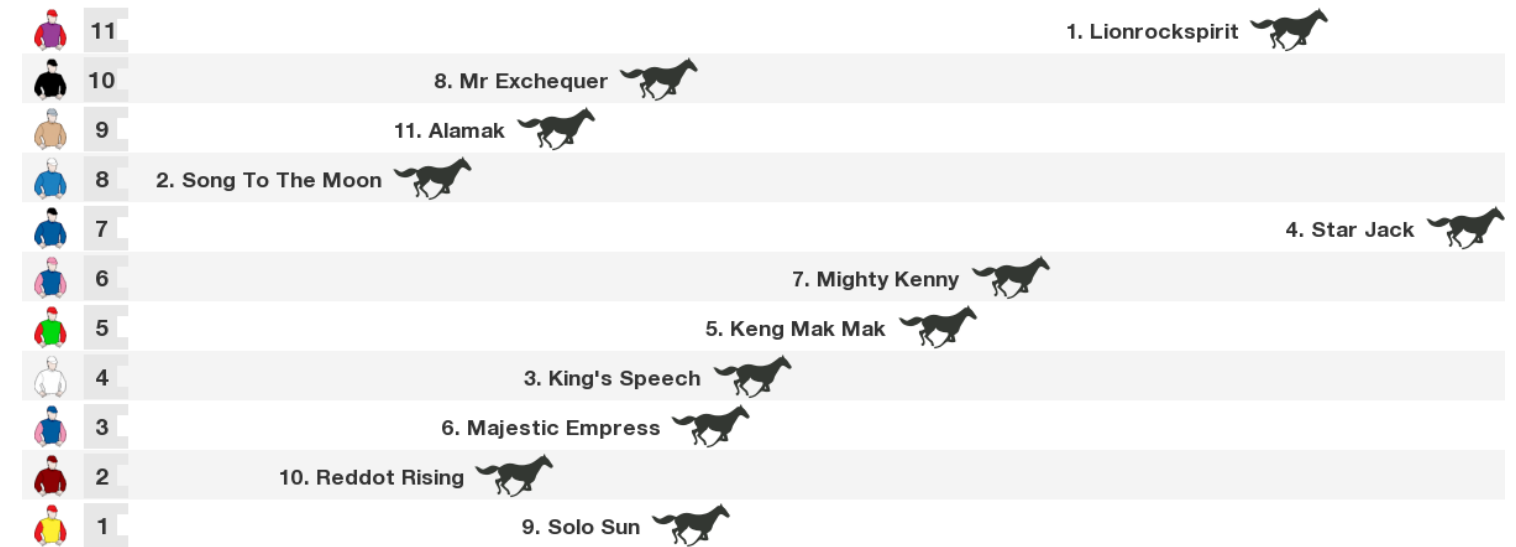 11 1. Lionrockspirit
10 8. Mr Exchequer
9 11. Alamak
8 2. Song To The Moon
7 4. Star Jack
6 7. Mighty Kenny
5 5. Keng Mak Mak
4 3. King's Speech
3 6. Majestic Empress
2 10. Reddot Rising
1 9. Solo Sun